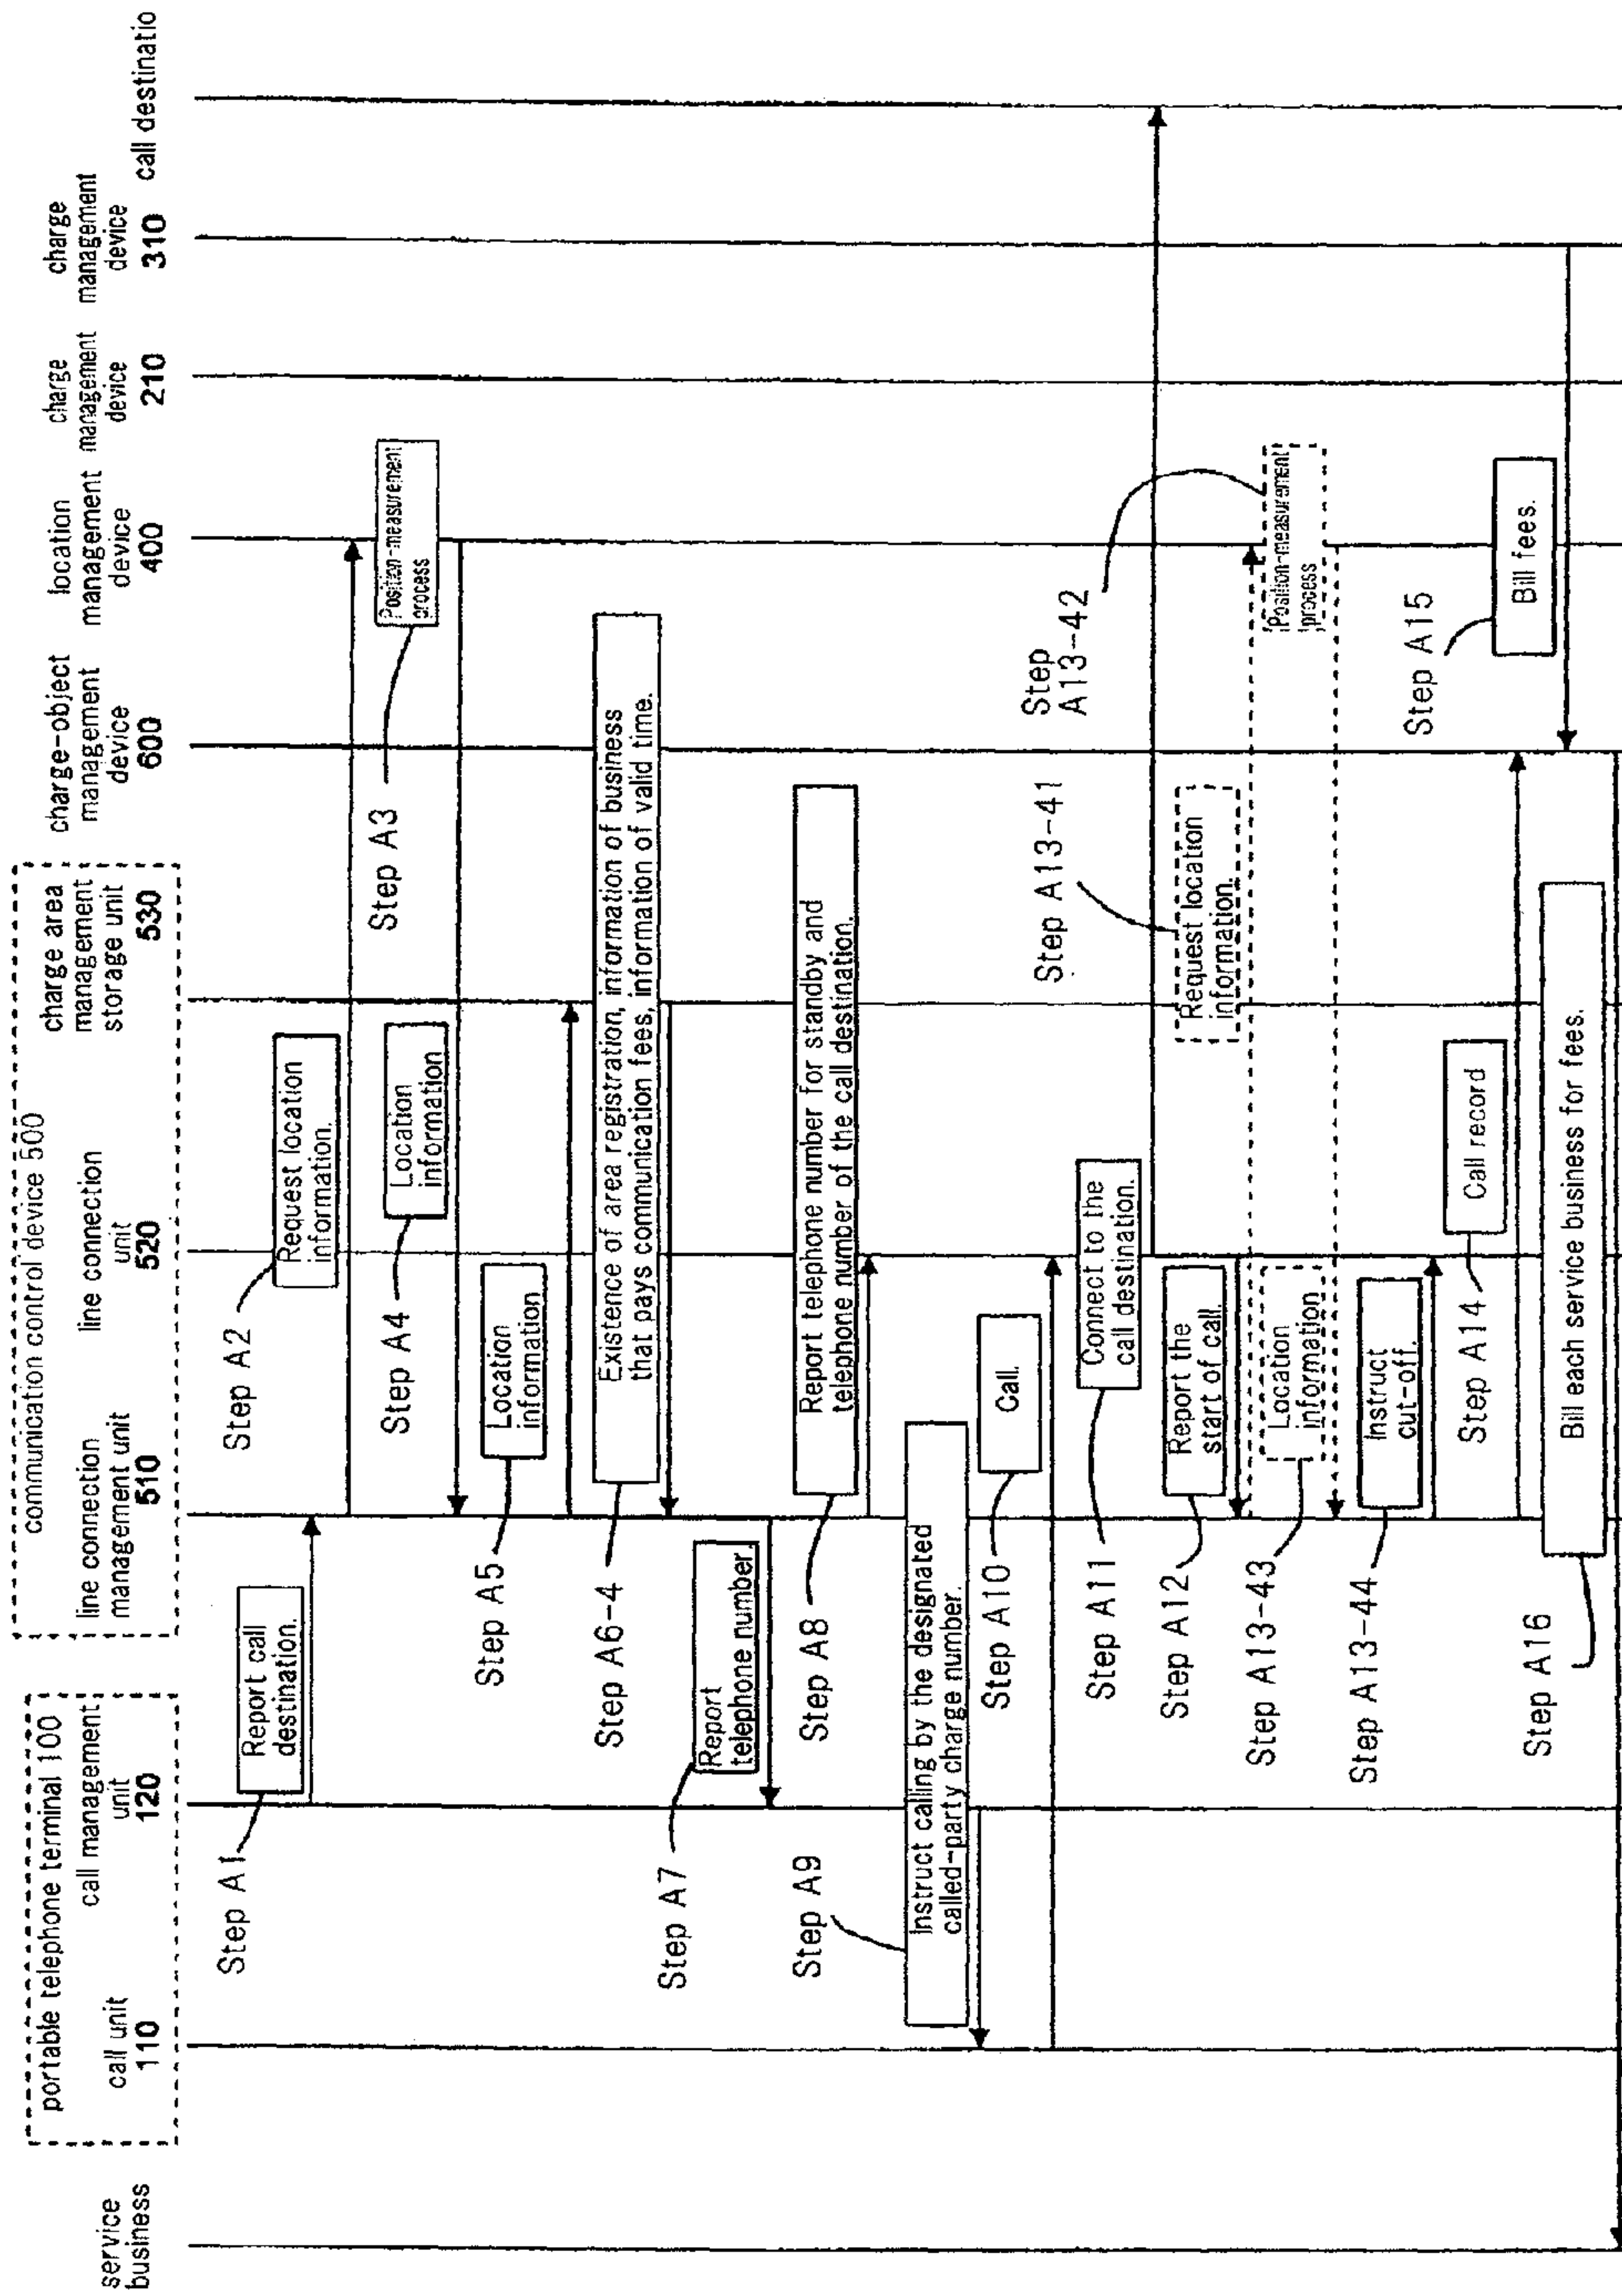 service
business
portable telephone terminal 100
call unit
110
call management
unit
120
communication control device 500
line connection
management unit
510
line connection
unit
520
charge area
management
storage unit
530
charge-object
management
device
600
location
management
device
400
charge
management
device
210
charge
management
device
310
call destinatio
Step A1
Report call
destination.
Step A2
Request location
information.
Step A3
Position-measurement
process
Step A4
Location
information
Step A5
Location
information
Step A6-4
Existence of area registration, information of business
that pays communication fees, information of valid time.
Step A7
Report
telephone number.
Step A8
Report telephone number for standby and
telephone number of the call destination.
Step A9
Instruct calling by the designated
called-party charge number.
Step A10
Call.
Step A11
Connect to the
call destination.
Step A12
Report the
start of call.
Step A13-41
Request location
information.
Step
A13-42
Position-measurement
process
Step A13-43
Location
information
Step A13-44
Instruct
cut-off.
Step A14
Call record
Step A15
Bill fees.
Step A16
Bill each service business for fees.